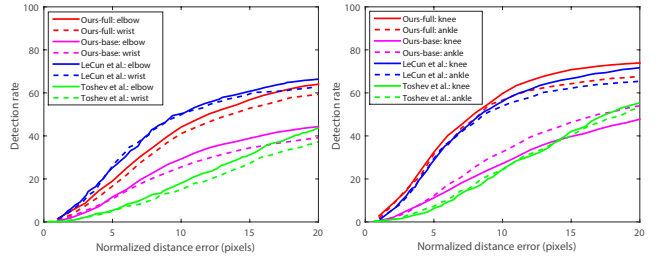 100
80
60
40
20
0
Detection rate
Ours-full: elbow
Ours-full: wrist
Ours-base: elbow
Ours-base: wrist
LeCun et al.: elbow
LeCun et al.: wrist
Toshev et al.: elbow
Toshev et al.: wrist
0 5 10 15 20
Normalized distance error (pixels)
100
80
60
40
20
0
Detection rate
Ours-full: knee
Ours-full: ankle
Ours-base: knee
Ours-base: ankle
LeCun et al.: knee
LeCun et al.: ankle
Toshev et al.: knee
Toshev et al.: ankle
0 5 10 15 20
Normalized distance error (pixels)